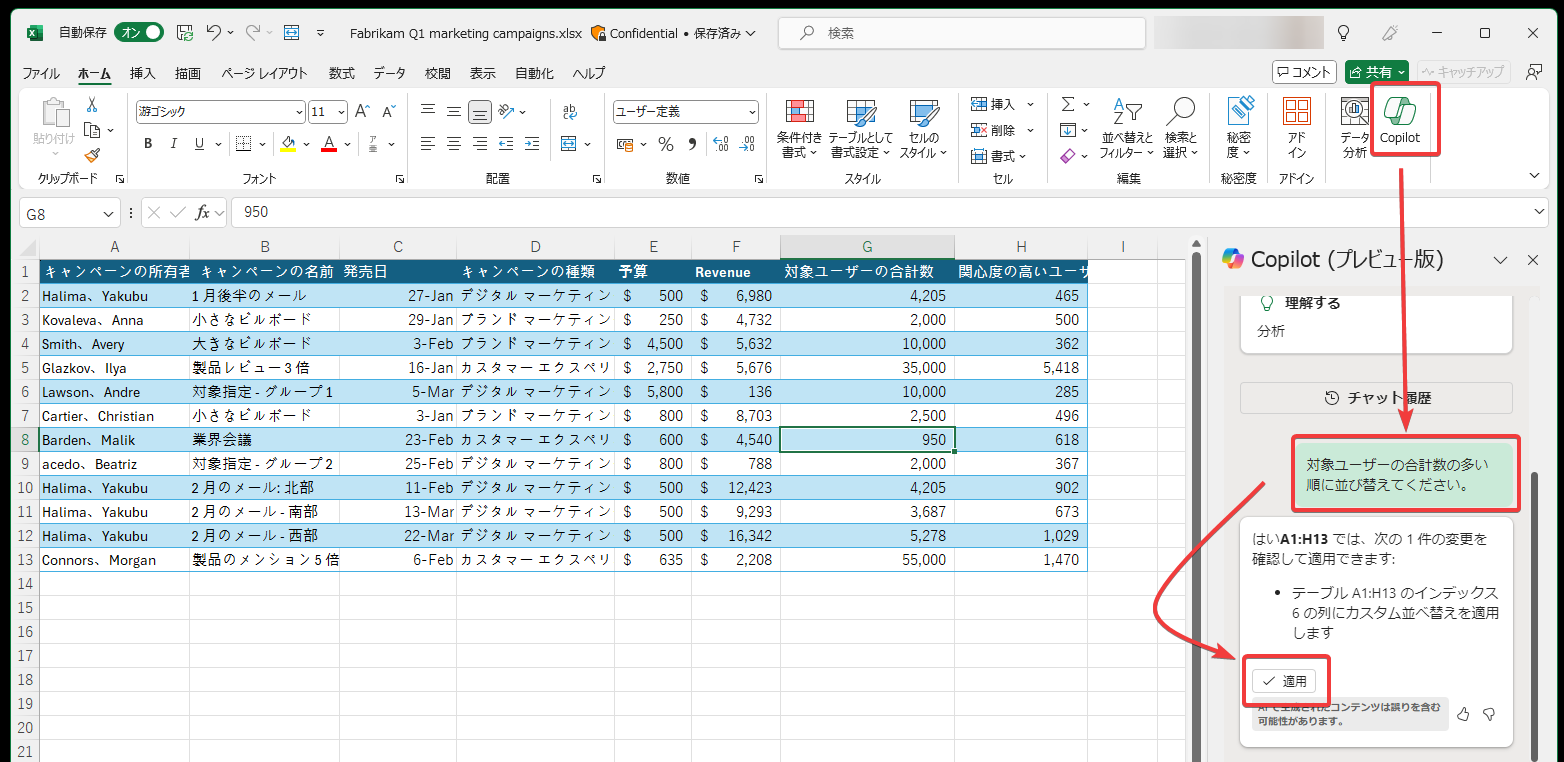 自動保存 オン Fabrikam Q1 marketing campaigns.xlsx Confidential • 保存済み 検索
ファイル ホーム 挿入 描画 ページ レイアウト 数式 データ 校閲 表示 自動化 ヘルプ コメント 共有 キャッチアップ
貼り付け
クリップボード
游ゴシック 11
B I U
フォント
ab
配置
ユーザー定義
数値
条件付き
書式
テーブルとして
書式設定
セルの
スタイル
スタイル
挿入
削除
書式
セル
並べ替えと
フィルター
検索と
選択
編集
秘密
度
秘密度
アド
イン
アドイン
データ
分析
Copilot
G8 fx 950
A B C D E F G H I
1 キャンペーンの所有者 キャンペーンの名前 発売日 キャンペーンの種類 予算 Revenue 対象ユーザーの合計数 関心度の高いユーザ
2 Halima、Yakubu 1 月後半のメール 27-Jan デジタル マーケティン $ 500 $ 6,980 4,205 465
3 Kovaleva、Anna 小さなビルボード 29-Jan ブランド マーケティン $ 250 $ 4,732 2,000 500
4 Smith、Avery 大きなビルボード 3-Feb ブランド マーケティン $ 4,500 $ 5,632 10,000 362
5 Glazkov、Ilya 製品レビュー 3 倍 16-Jan カスタマー エクスペリ $ 2,750 $ 5,676 35,000 5,418
6 Lawson、Andre 対象指定 - グループ 1 5-Mar デジタル マーケティン $ 5,800 $ 136 10,000 285
7 Cartier、Christian 小さなビルボード 3-Jan ブランド マーケティン $ 800 $ 8,703 2,500 496
8 Barden、Malik 業界会議 23-Feb カスタマー エクスペリ $ 600 $ 4,540 950 618
9 acedo、Beatriz 対象指定 - グループ 2 25-Feb デジタル マーケティン $ 800 $ 788 2,000 367
10 Halima、Yakubu 2 月のメール: 北部 11-Feb デジタル マーケティン $ 500 $ 12,423 4,205 902
11 Halima、Yakubu 2 月のメール - 南部 13-Mar デジタル マーケティン $ 500 $ 9,293 3,687 673
12 Halima、Yakubu 2 月のメール - 西部 22-Mar デジタル マーケティン $ 500 $ 16,342 5,278 1,029
13 Connors、Morgan 製品のメンション 5 倍 6-Feb カスタマー エクスペリ $ 635 $ 2,208 55,000 1,470
14
15
16
17
18
19
20
21
Copilot (プレビュー版)
理解する
分析
チャット履歴
対象ユーザーの合計数の多い
順に並び替えてください。
はいA1:H13 では、次の 1 件の変更を
確認して適用できます:
• テーブル A1:H13 のインデックス
6 の列にカスタム並べ替えを適用
します
適用
AI で生成されたコンテンツは誤りを含む
可能性があります。